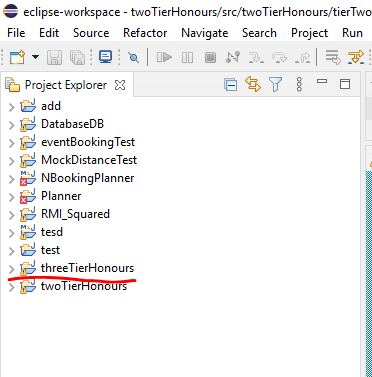 eclipse-workspace - twoTierHonours/src/twoTierHonours/tierTwo
File Edit Source Refactor Navigate Search Project Run
Project Explorer
add
DatabaseDB
eventBookingTest
MockDistanceTest
NBookingPlanner
Planner
RMI_Squared
tesd
test
threeTierHonours
twoTierHonours